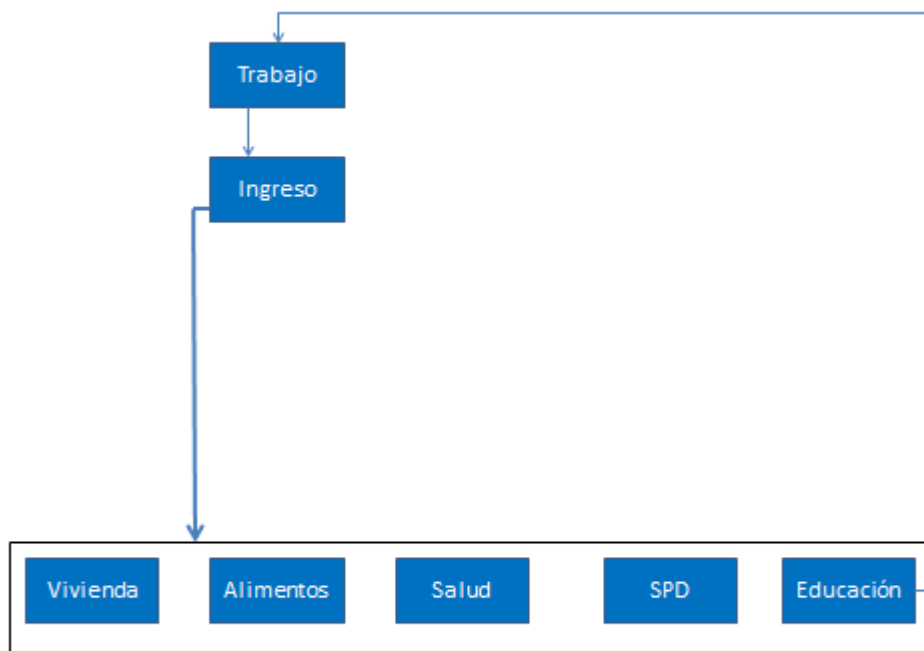 Trabajo
Ingreso
Vivienda
Alimentos
Salud
SPD
Educación